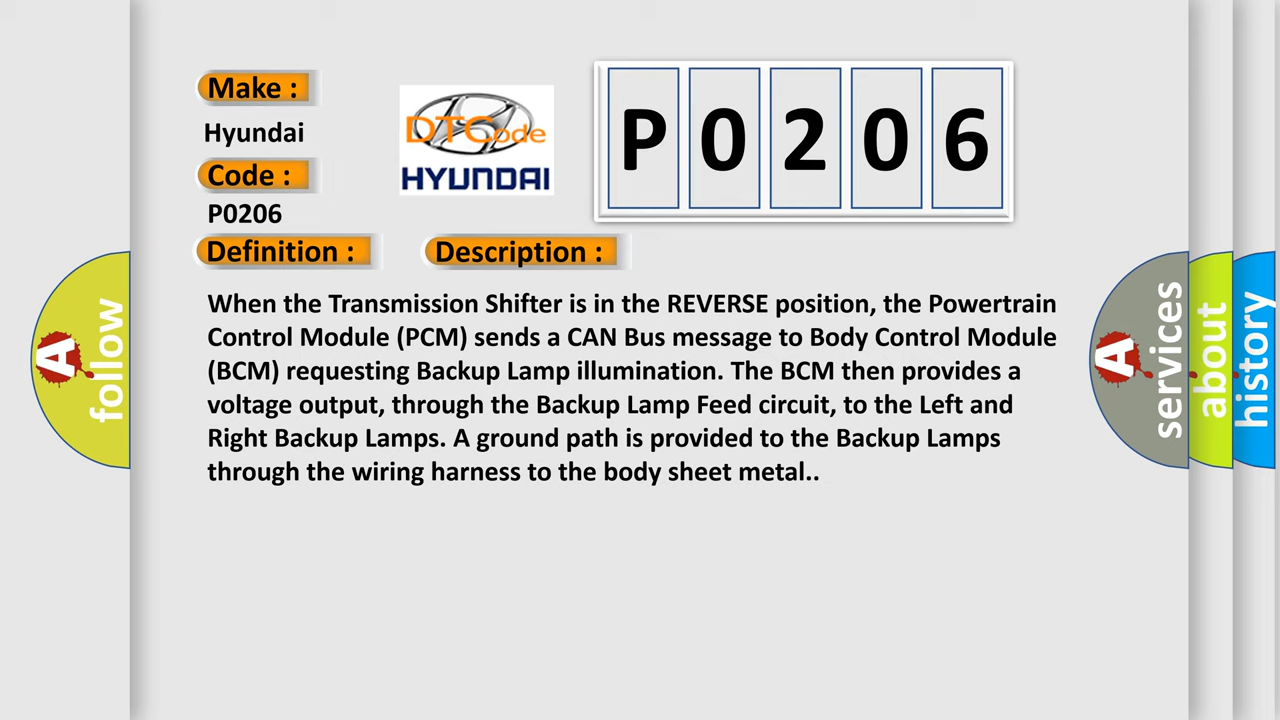 Make :
Hyundai
Code :
P0206
Definition :
Description :
DTCode
HYUNDAI
P0206
When the Transmission Shifter is in the REVERSE position, the Powertrain
Control Module (PCM) sends a CAN Bus message to Body Control Module
(BCM) requesting Backup Lamp illumination. The BCM then provides a
voltage output, through the Backup Lamp Feed circuit, to the Left and
Right Backup Lamps. A ground path is provided to the Backup Lamps
through the wiring harness to the body sheet metal..
A
follow
A
services
about
history